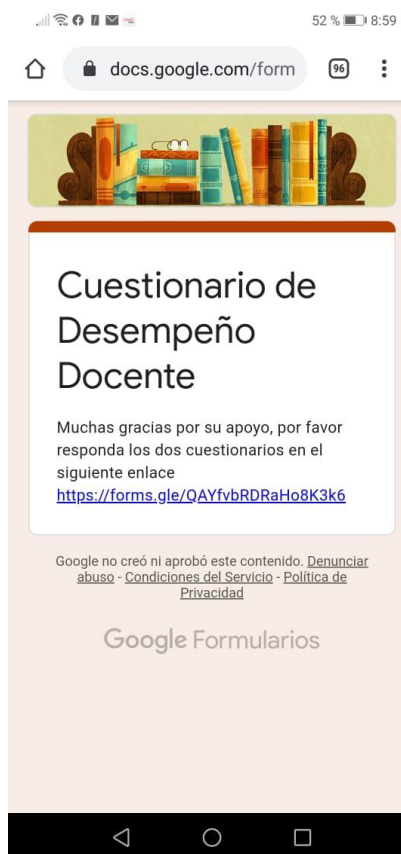 52 % 8:59
docs.google.com/form 96
Cuestionario de
Desempeño
Docente
Muchas gracias por su apoyo, por favor
responda los dos cuestionarios en el
siguiente enlace
https://forms.gle/QAYfvbRDRaHo8K3k6
Google no creó ni aprobó este contenido. Denunciar
abuso - Condiciones del Servicio - Política de
Privacidad
Google Formularios